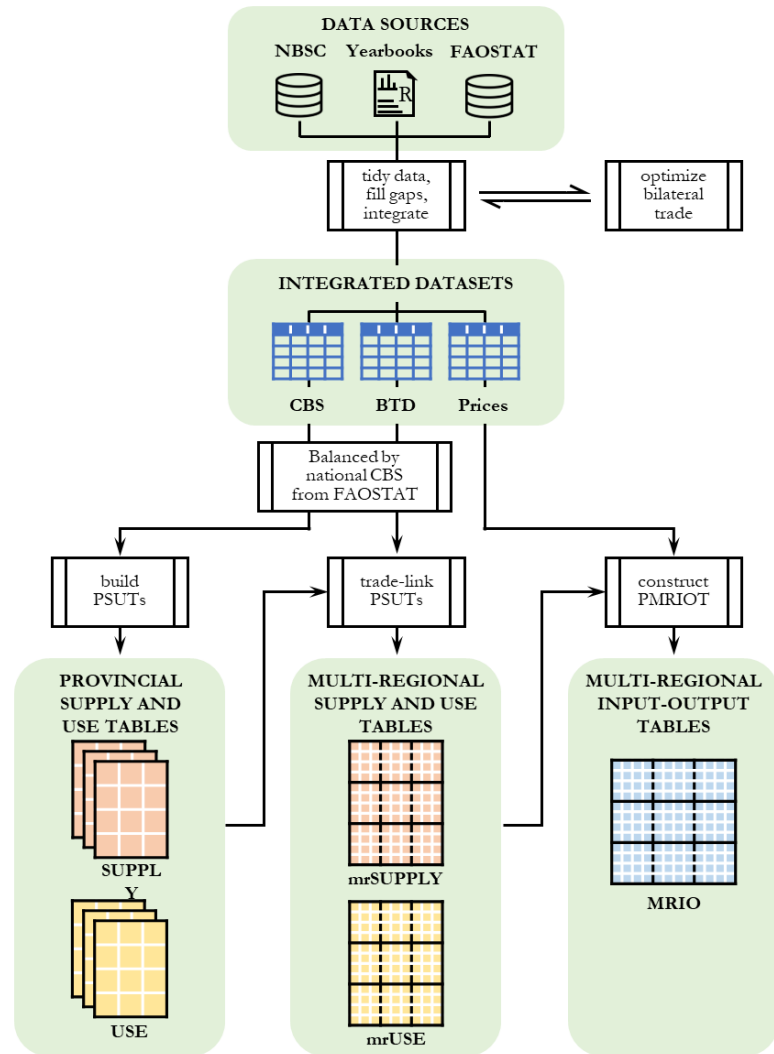 DATA SOURCES
NBSC Yearbooks FAOSTAT
R
tidy data,
fill gaps,
integrate
optimize
bilateral
trade
INTEGRATED DATASETS
CBS BTD Prices
Balanced by
national CBS
from FAOSTAT
build
PSUTs
trade-link
PSUTs
construct
PMRIOT
PROVINCIAL
SUPPLY AND
USE TABLES
SUPPL
Y
USE
MULTI-REGIONAL
SUPPLY AND USE
TABLES
mrSUPPLY
mrUSE
MULTI-REGIONAL
INPUT-OUTPUT
TABLES
MRIO